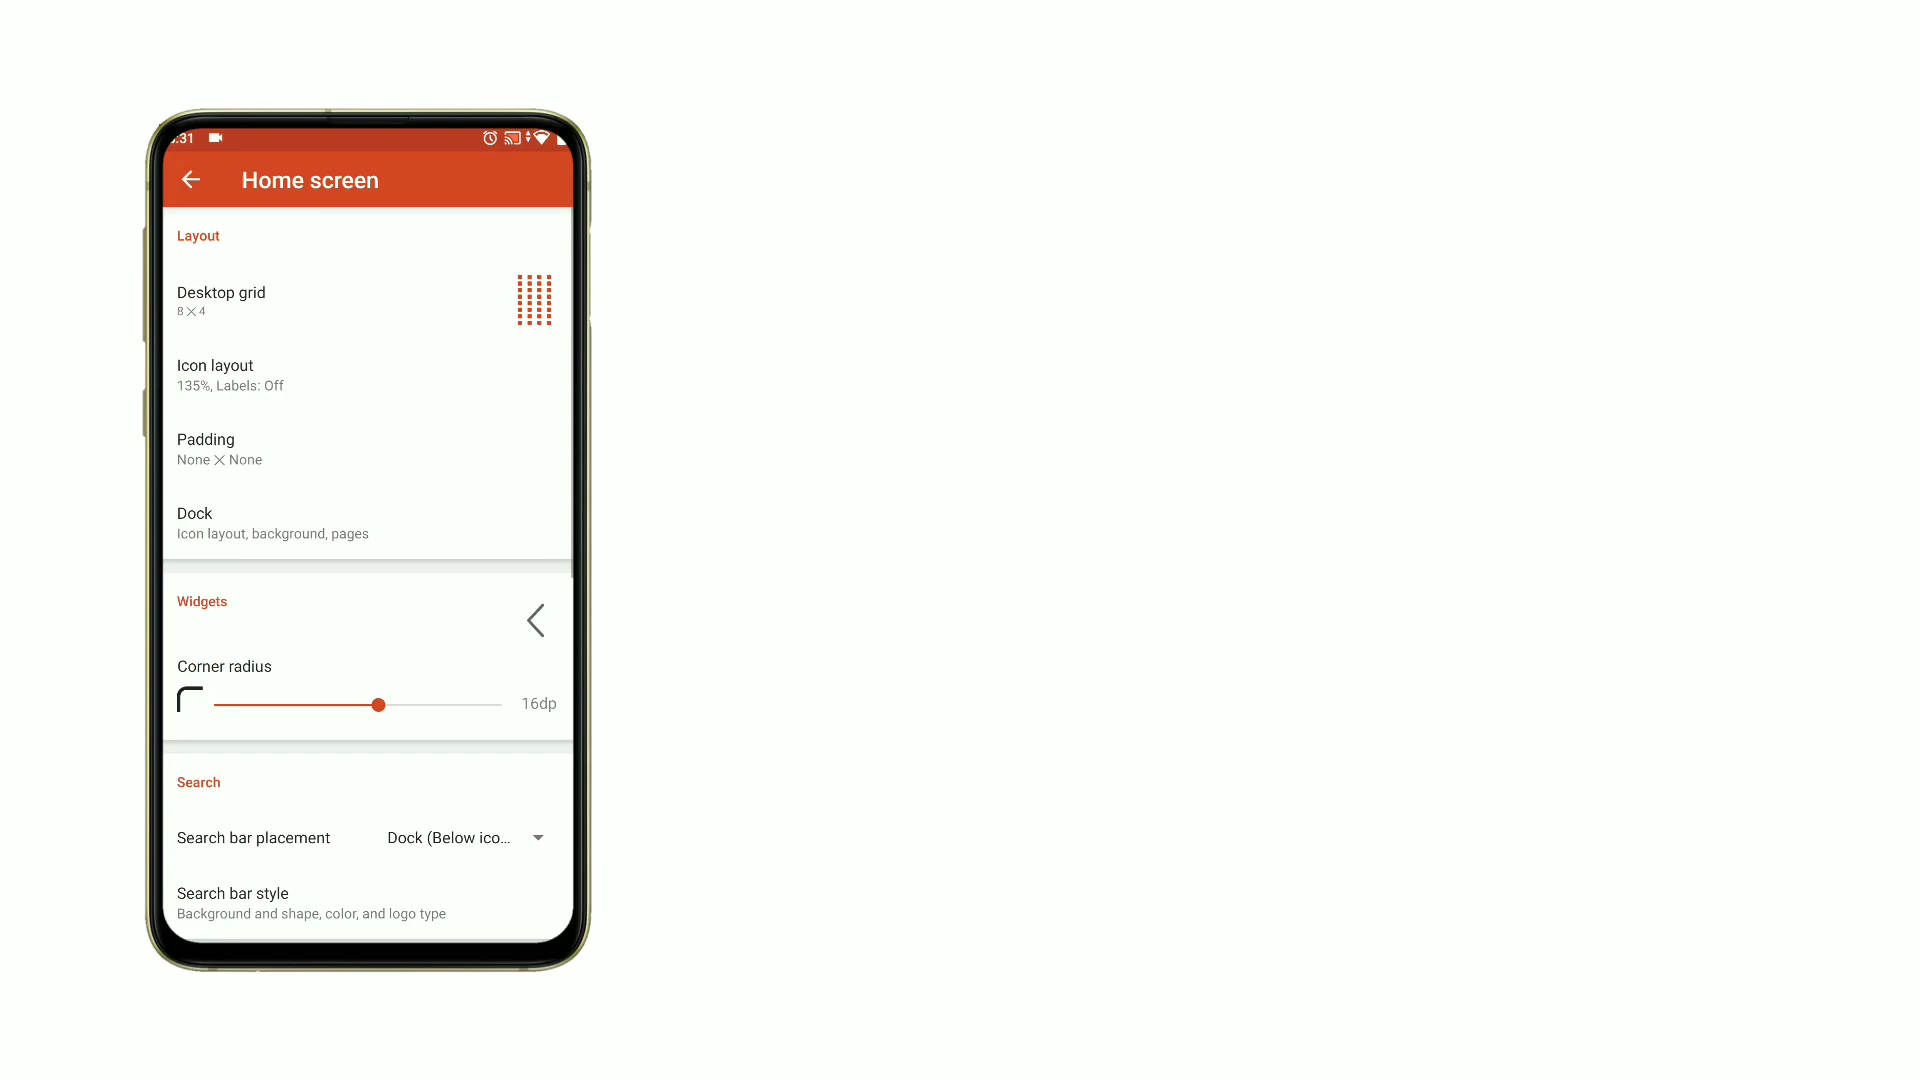 :31
Home screen
Layout
Desktop grid
8 × 4
Icon layout
135%, Labels: Off
Padding
None × None
Dock
Icon layout, background, pages
Widgets
Corner radius
16dp
Search
Search bar placement Dock (Below ico...
Search bar style
Background and shape, color, and logo type